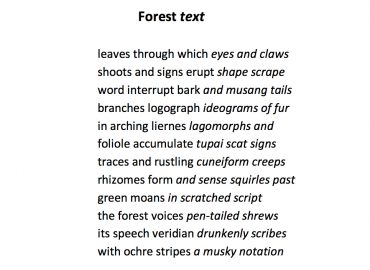 Forest text
leaves through which eyes and claws
shoots and signs erupt shape scrape
word interrupt bark and musang tails
branches logograph ideograms of fur
in arching liernes lagomorphs and
foliole accumulate tupai scat signs
traces and rustling cuneiform creeps
rhizomes form and sense squirles past
green moans in scratched script
the forest voices pen-tailed shrews
its speech veridian drunkenly scribes
with ochre stripes a musky notation